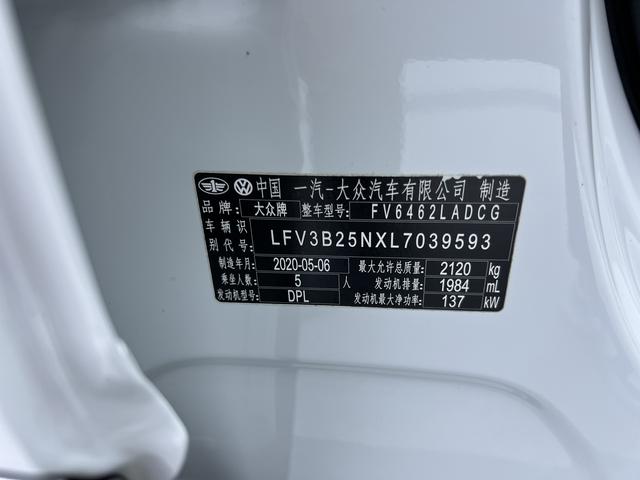 中国 一汽-大众汽车有限公司 制造
品牌: 大众牌 整车型号: FV6462LADCG
车辆识别代号: LFV3B25NXL7039593
制造年月: 2020-05-06 最大允许总质量: 2120 kg
乘坐人数: 5 人 发动机排量: 1984 mL
发动机型号: DPL 发动机最大净功率: 137 kW